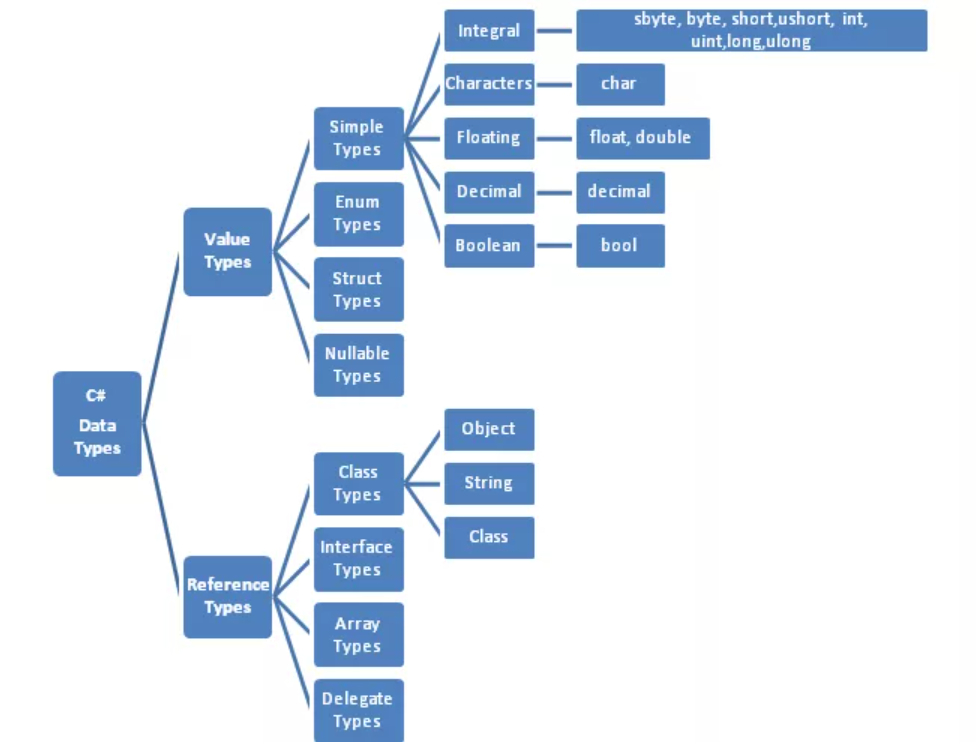 Integral
sbyte, byte, short,ushort, int,
uint,long,ulong
Characters
char
Simple
Types
Floating
float, double
Decimal
decimal
Enum
Types
Boolean
bool
Value
Types
Struct
Types
Nullable
Types
C#
Data
Types
Object
Class
Types
String
Class
Interface
Types
Reference
Types
Array
Types
Delegate
Types